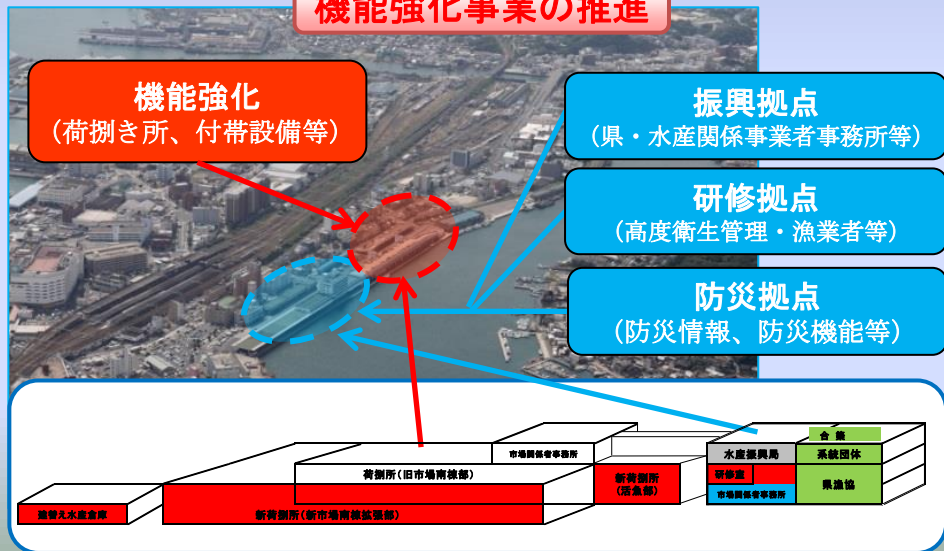 機能強化事業の推進
機能強化
(荷捌き所、付帯設備等)
振興拠点
(県・水産関係事業者事務所等)
研修拠点
(高度衛生管理・漁業者等)
防災拠点
(防災情報、防災機能等)
合築
市場関係者事務所
水産振興局
系統団体
荷捌所(旧市場南棟部)
新荷捌所
(活魚部)
研修室
県漁協
市場関係者事務所
建替え水産倉庫
新荷捌所(新市場南棟拡張部)